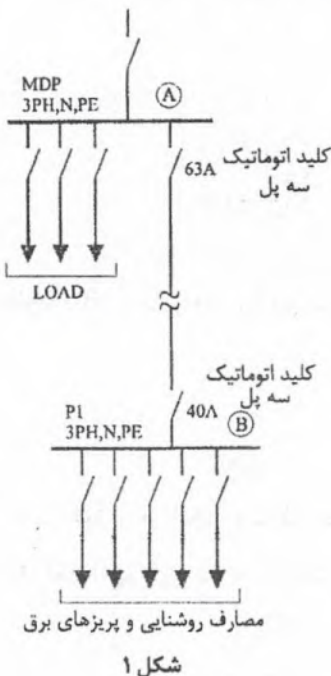 MDP
3PH,N,PE
A
63A
کلید اتوماتیک
سه پل
LOAD
کلید اتوماتیک
سه پل
P1
3PH,N,PE
40A
B
مصارف روشنایی و پریزهای برق
شکل ۱